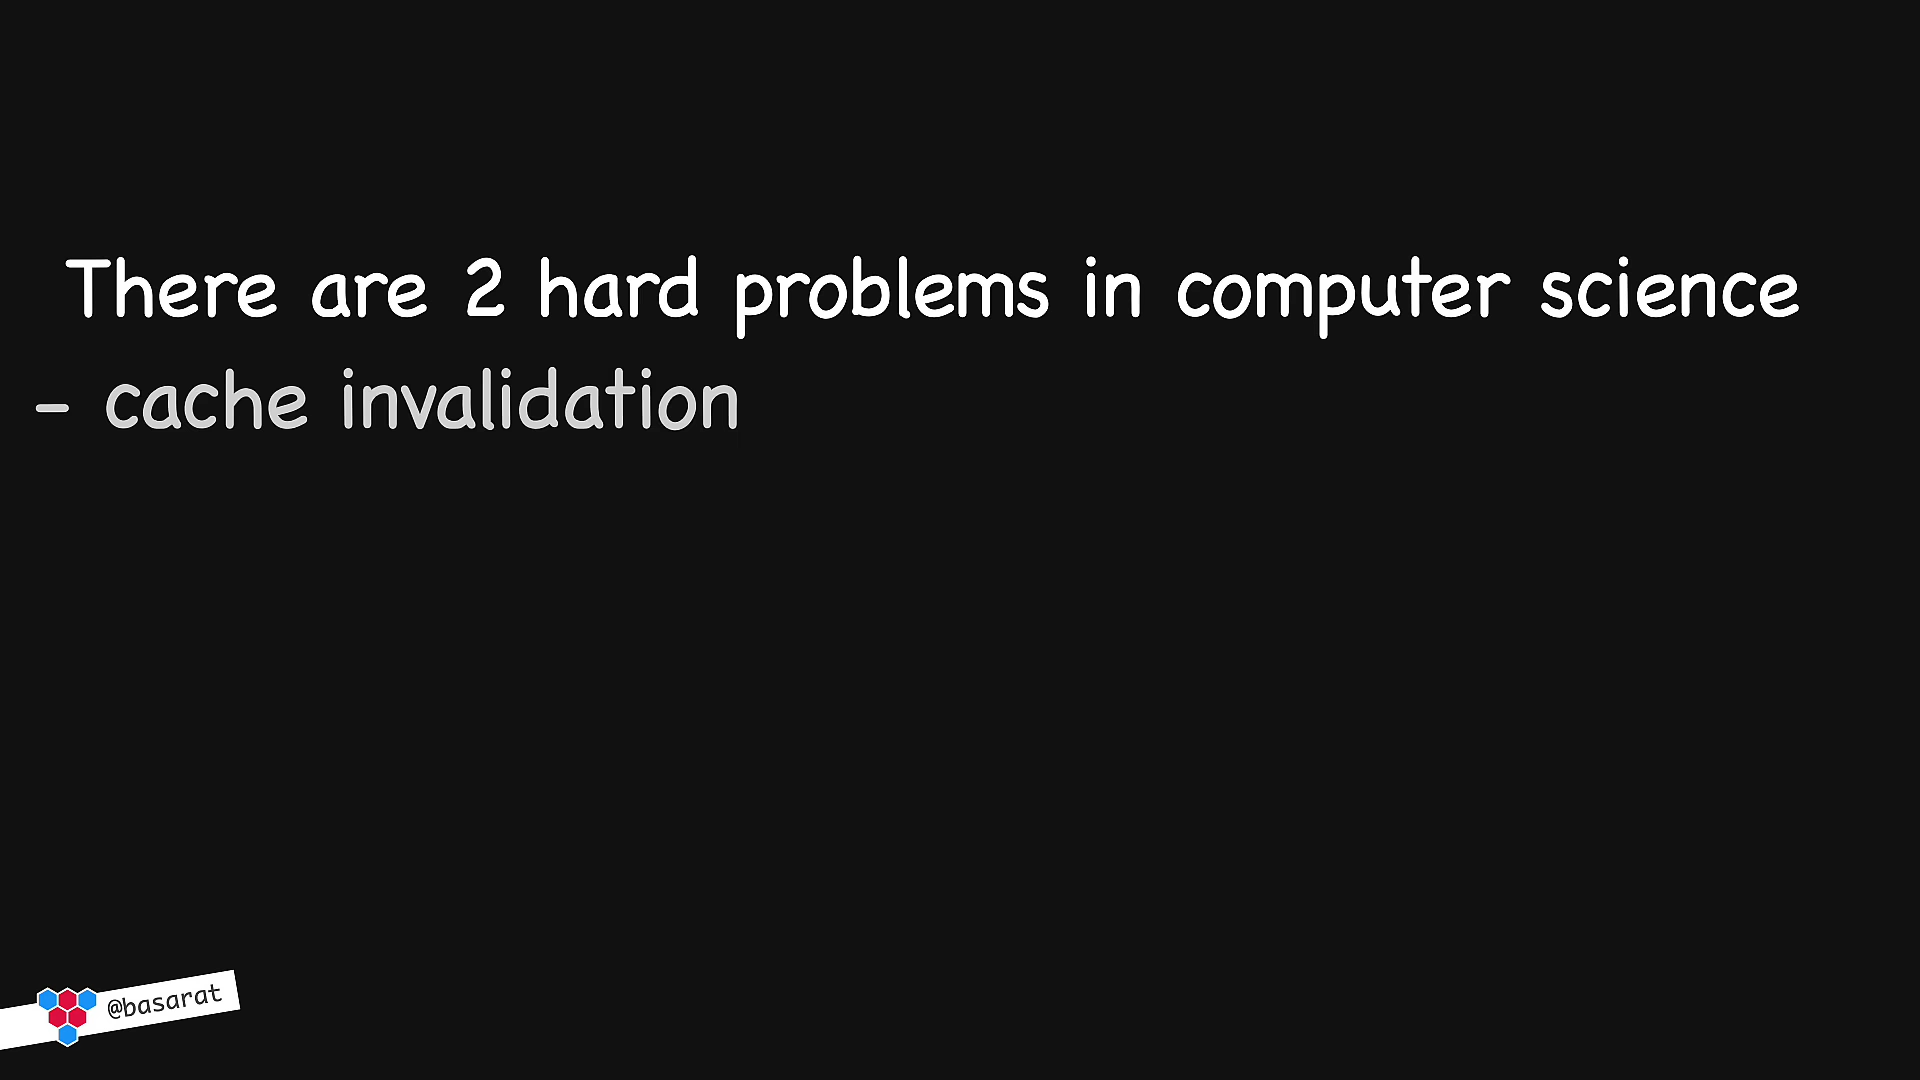 There are 2 hard problems in computer science
- cache invalidation
@basarat